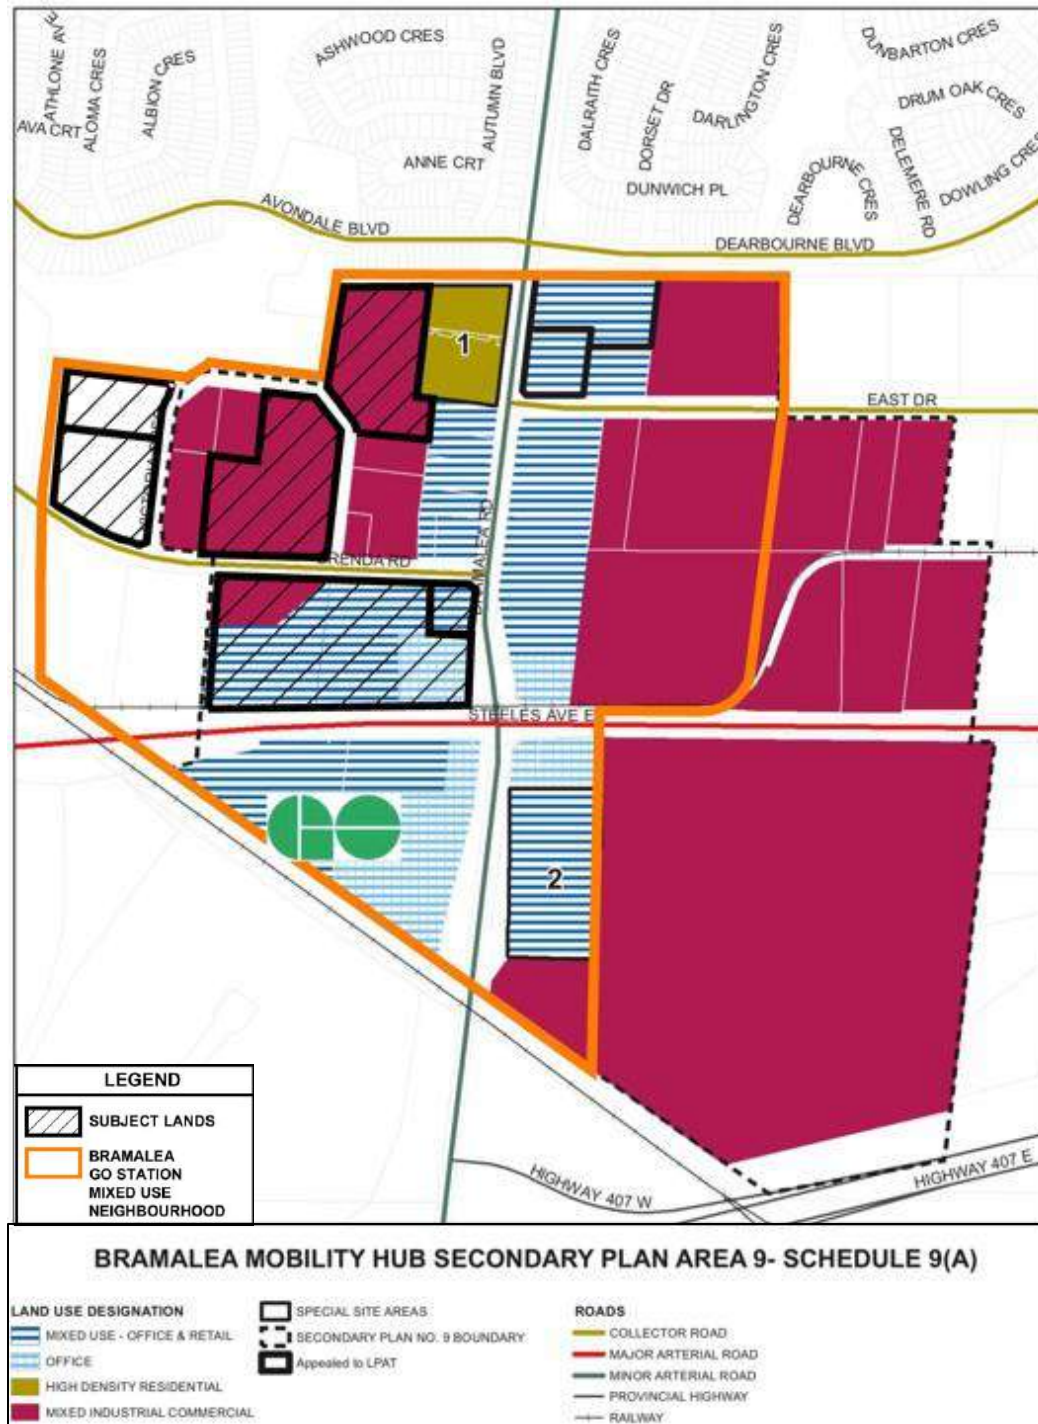 ATHLONE AVE
ALOMA CRES
ALBION CRES
AVA CRT
ASHWOOD CRES
AUTUMN BLVD
ANNE CRT
DALRAITH CRES
DORSET DR
DARLINGTON CRES
DUNWICH PL
DUNBARTON CRES
DRUM OAK CRES
DEARBOURNE CRES
DELEMERE RD
DOWLING CRES
AVONDALE BLVD
DEARBOURNE BLVD
1
EAST DR
BRAMALEA RD
STEELES AVE E
GO
2
HIGHWAY 407 W
HIGHWAY 407 E
LEGEND
SUBJECT LANDS
BRAMALEA
GO STATION
MIXED USE
NEIGHBOURHOOD
BRAMALEA MOBILITY HUB SECONDARY PLAN AREA 9- SCHEDULE 9(A)
LAND USE DESIGNATION
MIXED USE - OFFICE & RETAIL
OFFICE
HIGH DENSITY RESIDENTIAL
MIXED INDUSTRIAL COMMERCIAL
SPECIAL SITE AREAS
SECONDARY PLAN NO. 9 BOUNDARY
Appealed to LPAT
ROADS
COLLECTOR ROAD
MAJOR ARTERIAL ROAD
MINOR ARTERIAL ROAD
PROVINCIAL HIGHWAY
RAILWAY